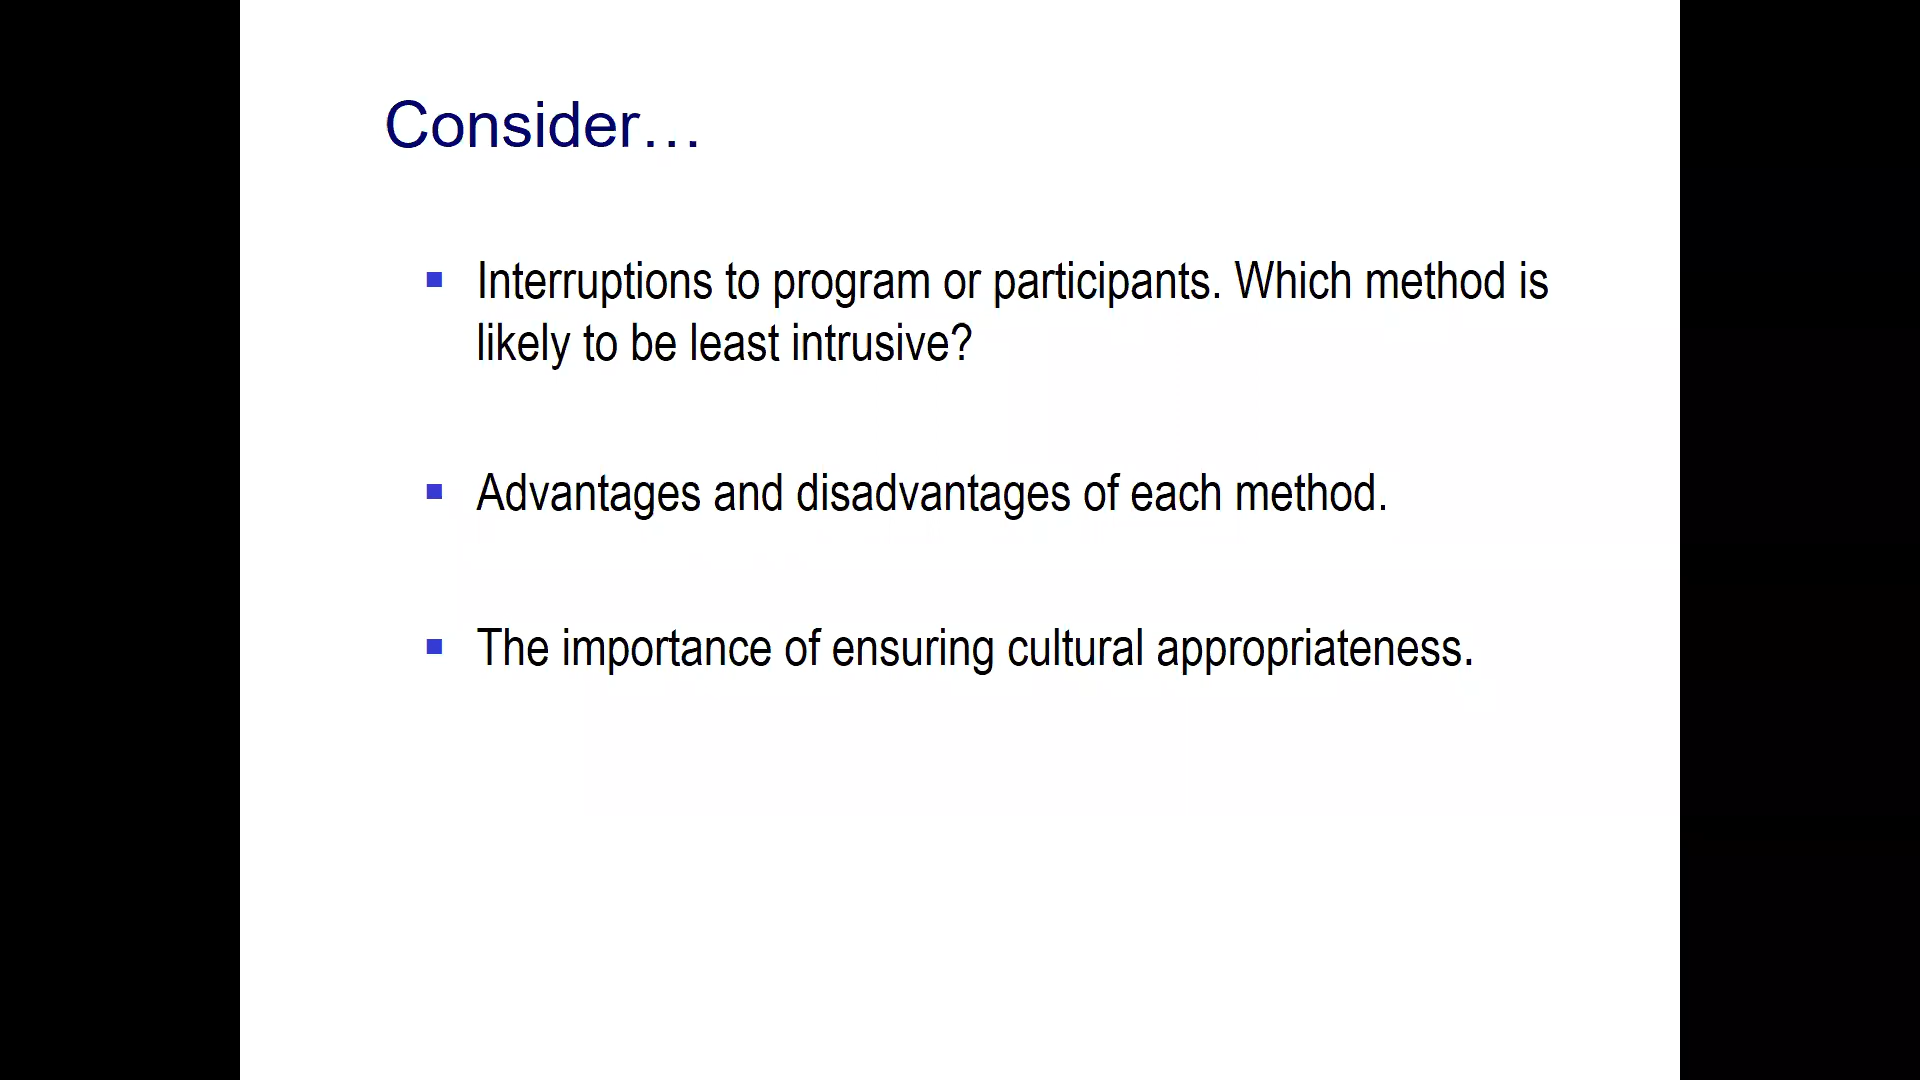 Consider…
▪ Interruptions to program or participants. Which method is
likely to be least intrusive?
▪ Advantages and disadvantages of each method.
▪ The importance of ensuring cultural appropriateness.